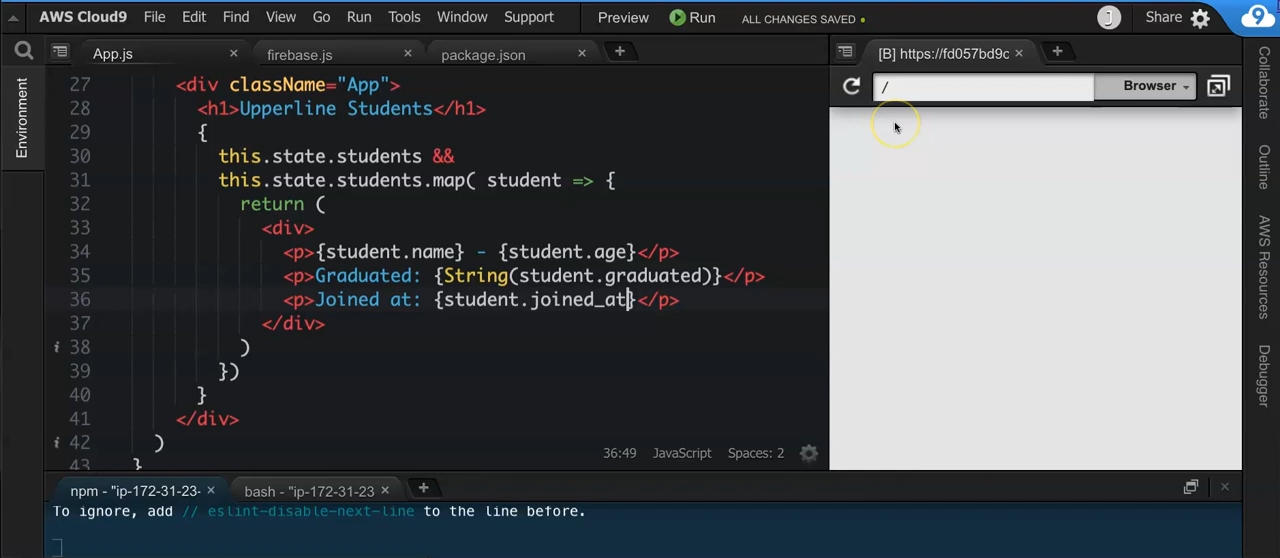 AWS Cloud9 File Edit Find View Go Run Tools Window Support Preview Run ALL CHANGES SAVED J Share 9
App.js firebase.js package.json [B] https://fd057bd9c
/ Browser
Environment
27 <div className="App">
28 <h1>Upperline Students</h1>
29 {
30 this.state.students &&
31 this.state.students.map( student => {
32 return (
33 <div>
34 <p>{student.name} - {student.age}</p>
35 <p>Graduated: {String(student.graduated)}</p>
36 <p>Joined at: {student.joined_at}</p>
37 </div>
38 )
39 })
40 }
41 </div>
42 )
43 }
36:49 JavaScript Spaces: 2
Collaborate
Outline
AWS Resources
Debugger
npm - "ip-172-31-23- bash - "ip-172-31-23
To ignore, add // eslint-disable-next-line to the line before.